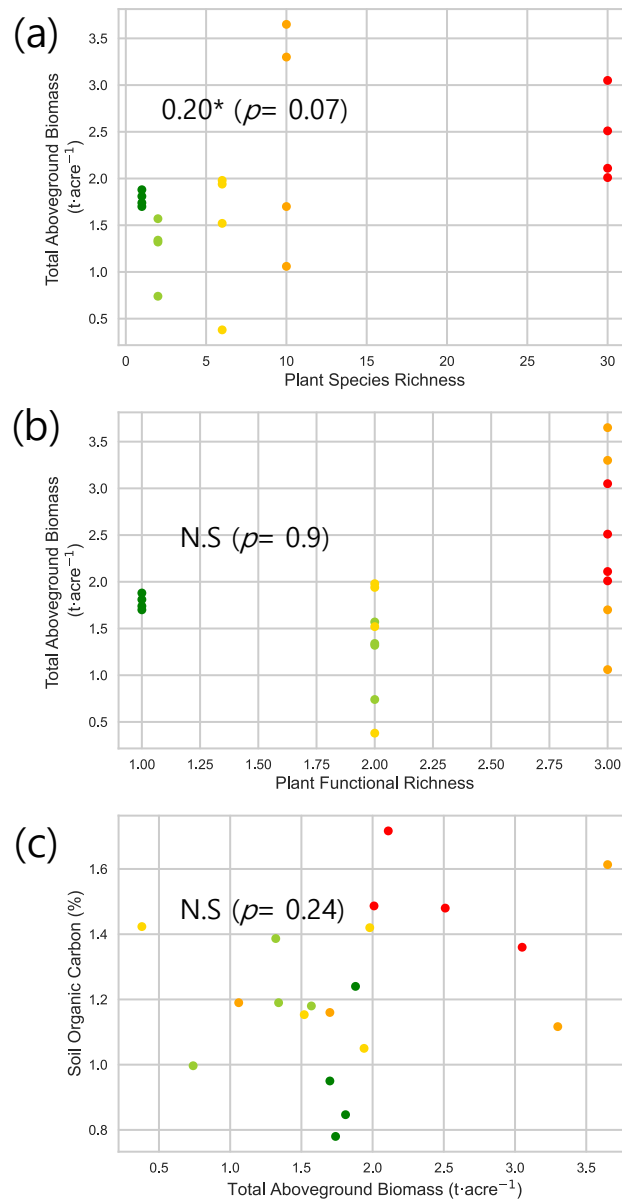 (a)
3.5
3.0
2.5
2.0
1.5
1.0
0.5
Total Aboveground Biomass
(t·acre⁻¹)
0.20* (p= 0.07)
0 5 10 15 20 25 30
Plant Species Richness
(b)
3.5
3.0
2.5
2.0
1.5
1.0
0.5
Total Aboveground Biomass
(t·acre⁻¹)
N.S (p= 0.9)
1.00 1.25 1.50 1.75 2.00 2.25 2.50 2.75 3.00
Plant Functional Richness
(c)
1.6
1.4
1.2
1.0
0.8
Soil Organic Carbon (%)
N.S (p= 0.24)
0.5 1.0 1.5 2.0 2.5 3.0 3.5
Total Aboveground Biomass (t·acre⁻¹)